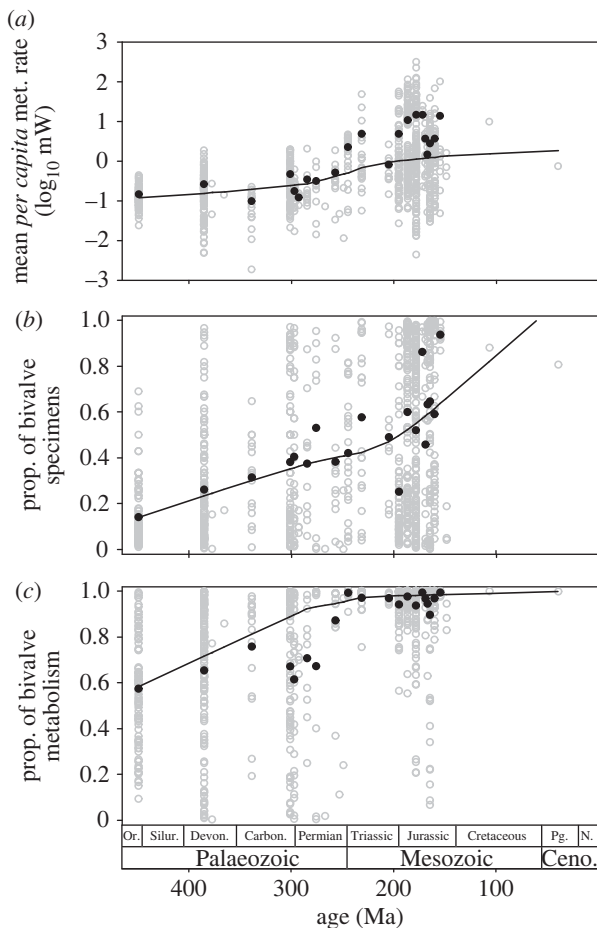 (a)
mean per capita met. rate
(log10 mW)
3
2
1
0
−1
−2
−3
(b)
prop. of bivalve
specimens
1.0
0.8
0.6
0.4
0.2
0
(c)
prop. of bivalve
metabolism
1.0
0.8
0.6
0.4
0.2
0
Or. Silur. Devon. Carbon. Permian Triassic Jurassic Cretaceous Pg. N.
Palaeozoic Mesozoic Ceno.
400 300 200 100
age (Ma)